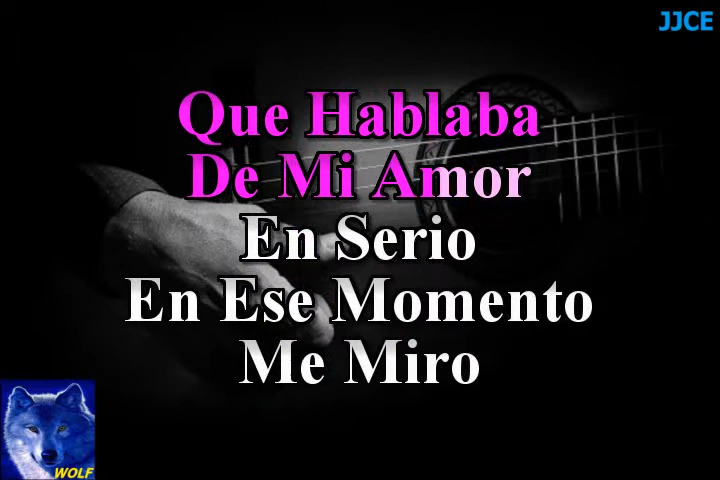 JJCE
Que Hablaba
De Mi Amor
En Serio
En Ese Momento
Me Miro
WOLF